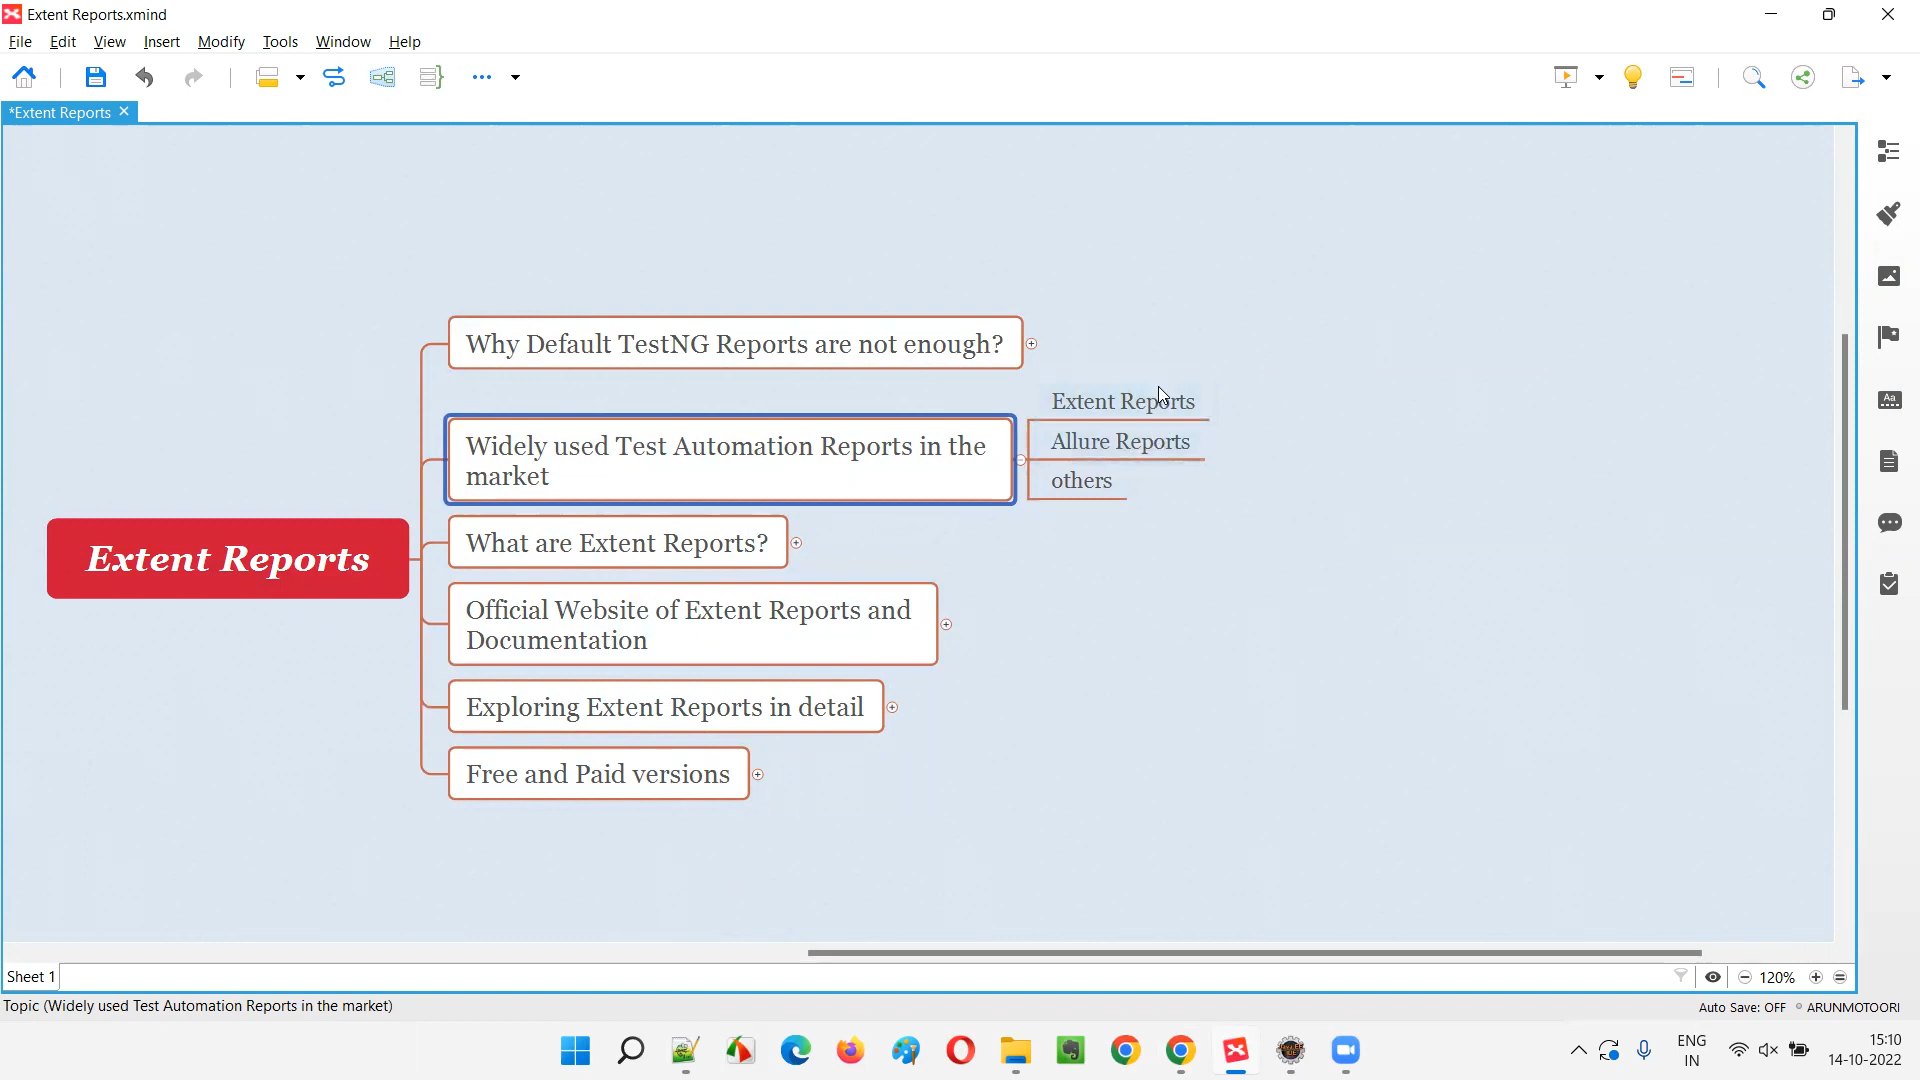 Extent Reports.xmind
File Edit View Insert Modify Tools Window Help
*Extent Reports
Why Default TestNG Reports are not enough?
Extent Reports
Widely used Test Automation Reports in the
market
Allure Reports
others
Extent Reports
What are Extent Reports?
Official Website of Extent Reports and
Documentation
Exploring Extent Reports in detail
Free and Paid versions
Aa
Sheet 1
120%
Topic (Widely used Test Automation Reports in the market)
Auto Save: OFF ARUNMOTOORI
ENG
IN
15:10
14-10-2022